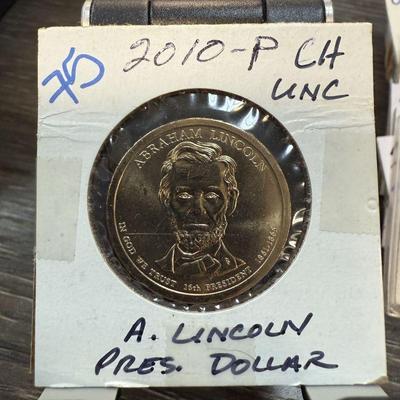 75
2010-P CH
UNC
ABRAHAM LINCOLN
IN GOD WE TRUST 16th PRESIDENT 1861-1865
A. LINCOLN
PRES. DOLLAR